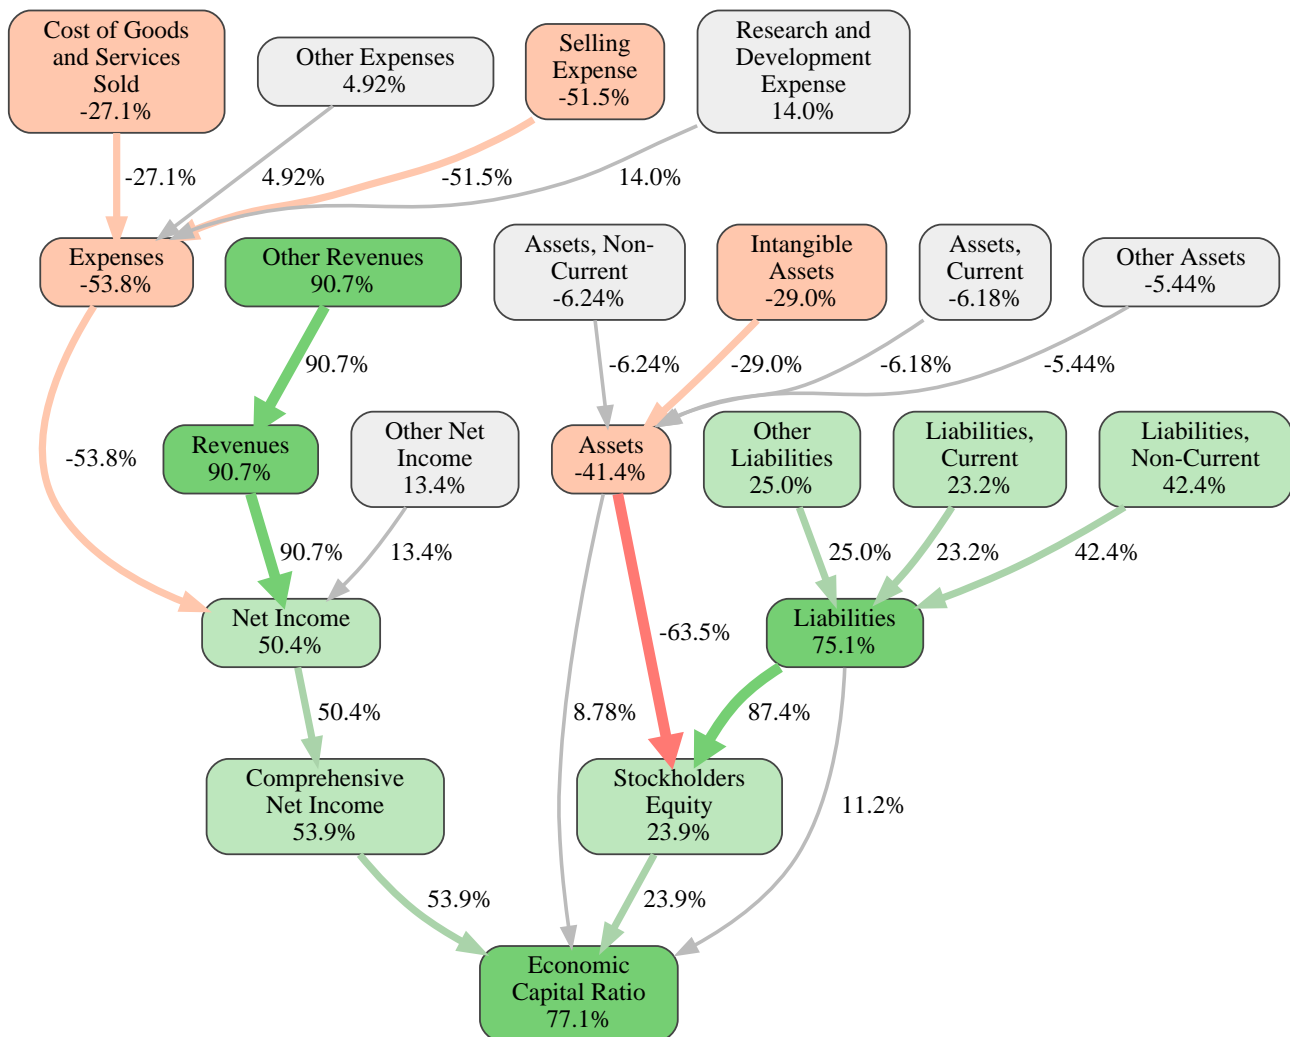 Cost of Goods
and Services
Sold
-27.1%
Other Expenses
4.92%
Selling
Expense
-51.5%
Research and
Development
Expense
14.0%
-27.1%
4.92%
-51.5%
14.0%
Expenses
-53.8%
Other Revenues
90.7%
Assets, Non-
Current
-6.24%
Intangible
Assets
-29.0%
Assets,
Current
-6.18%
Other Assets
-5.44%
90.7%
-6.24%
-29.0%
-6.18%
-5.44%
-53.8%
Revenues
90.7%
Other Net
Income
13.4%
Assets
-41.4%
Other
Liabilities
25.0%
Liabilities,
Current
23.2%
Liabilities,
Non-Current
42.4%
90.7%
13.4%
25.0%
23.2%
42.4%
Net Income
50.4%
-63.5%
Liabilities
75.1%
50.4%
8.78%
87.4%
Comprehensive
Net Income
53.9%
Stockholders
Equity
23.9%
11.2%
53.9%
23.9%
Economic
Capital Ratio
77.1%